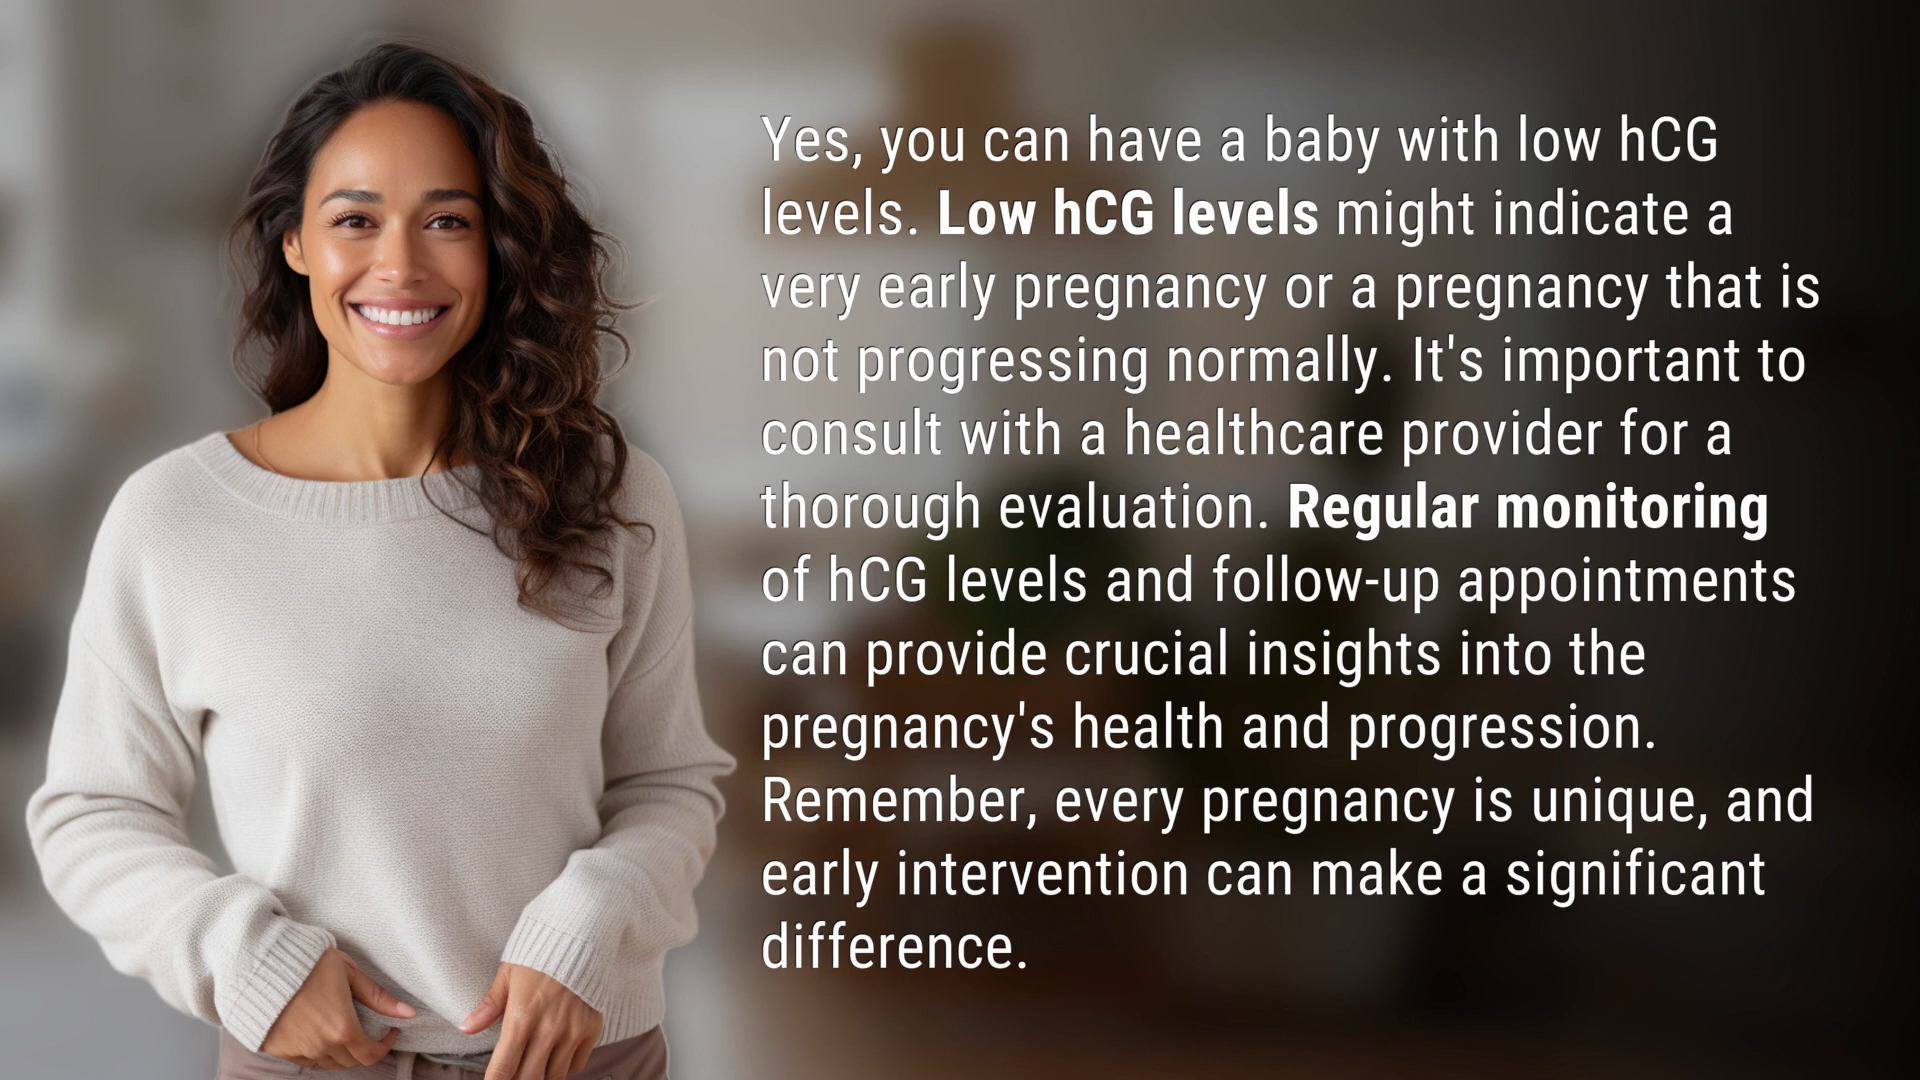 Yes, you can have a baby with low hCG
levels. Low hCG levels might indicate a
very early pregnancy or a pregnancy that is
not progressing normally. It's important to
consult with a healthcare provider for a
thorough evaluation. Regular monitoring
of hCG levels and follow-up appointments
can provide crucial insights into the
pregnancy's health and progression.
Remember, every pregnancy is unique, and
early intervention can make a significant
difference.